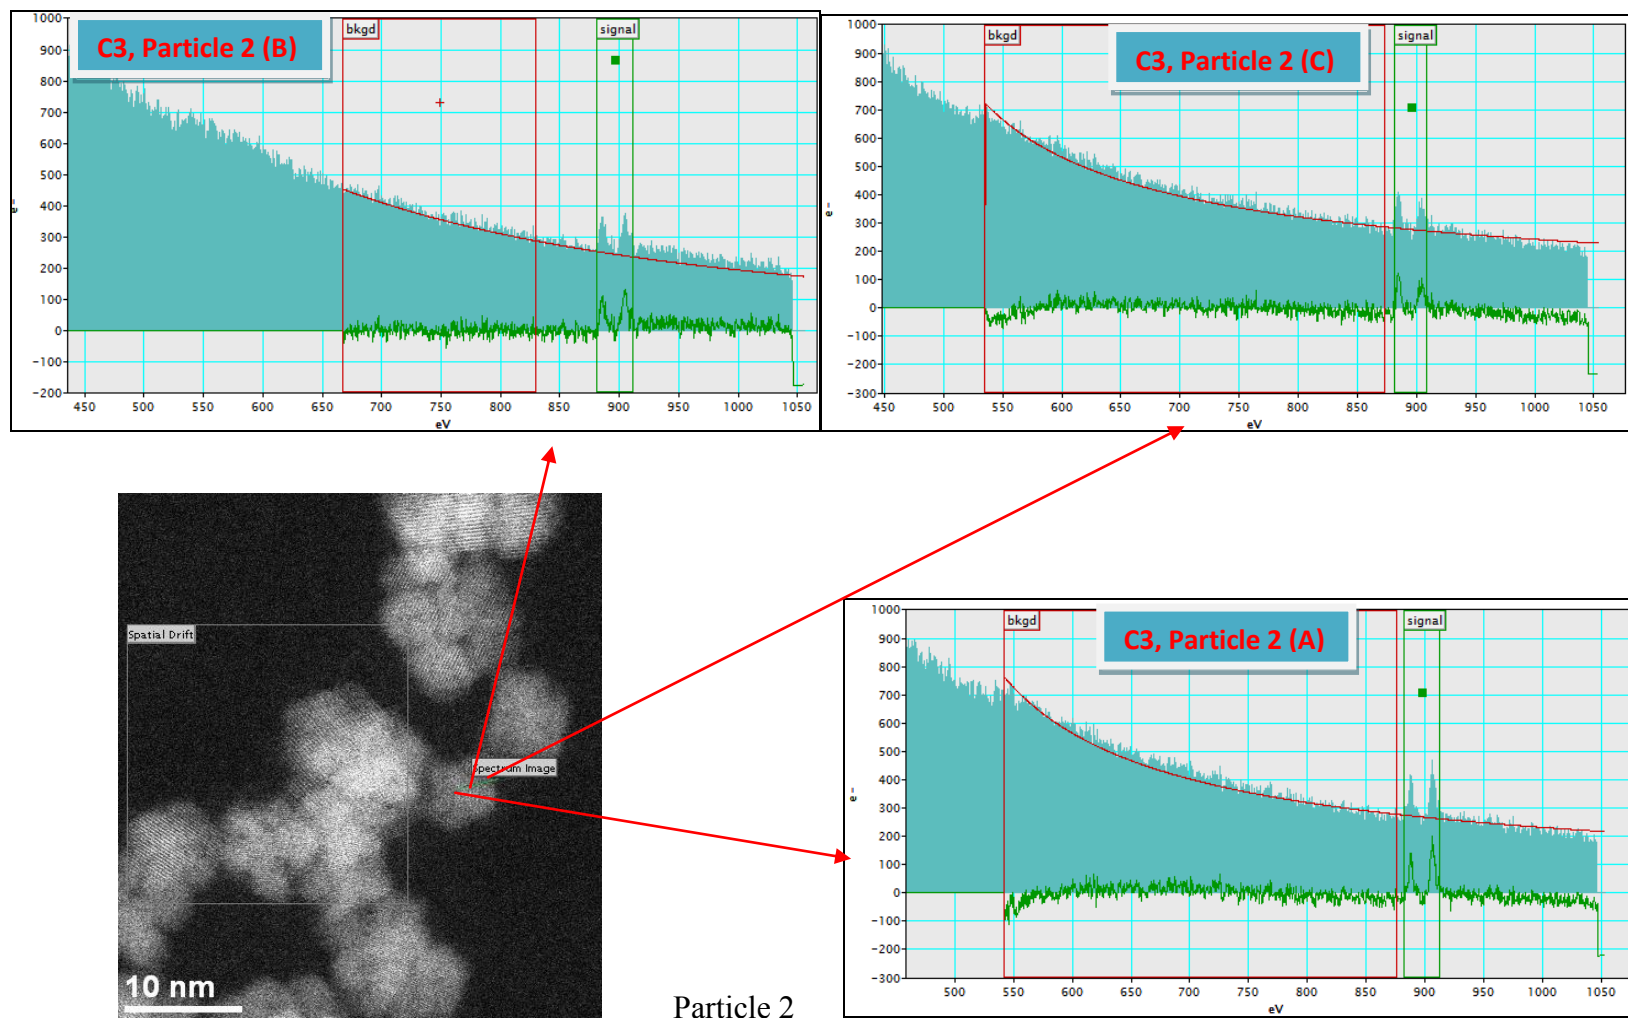 C3, Particle 2 (B)
bkgd
signal
1000
900
800
700
600
500
400
300
200
100
0
-100
-200
e-
450 500 550 600 650 700 750 800 850 900 950 1000 1050
eV
C3, Particle 2 (C)
bkgd
signal
1000
900
800
700
600
500
400
300
200
100
0
-100
-200
-300
e-
450 500 550 600 650 700 750 800 850 900 950 1000 1050
eV
Spatial Drift
Spectrum Image
10 nm
Particle 2
C3, Particle 2 (A)
bkgd
signal
1000
900
800
700
600
500
400
300
200
100
0
-100
-200
-300
e-
500 550 600 650 700 750 800 850 900 950 1000 1050
eV